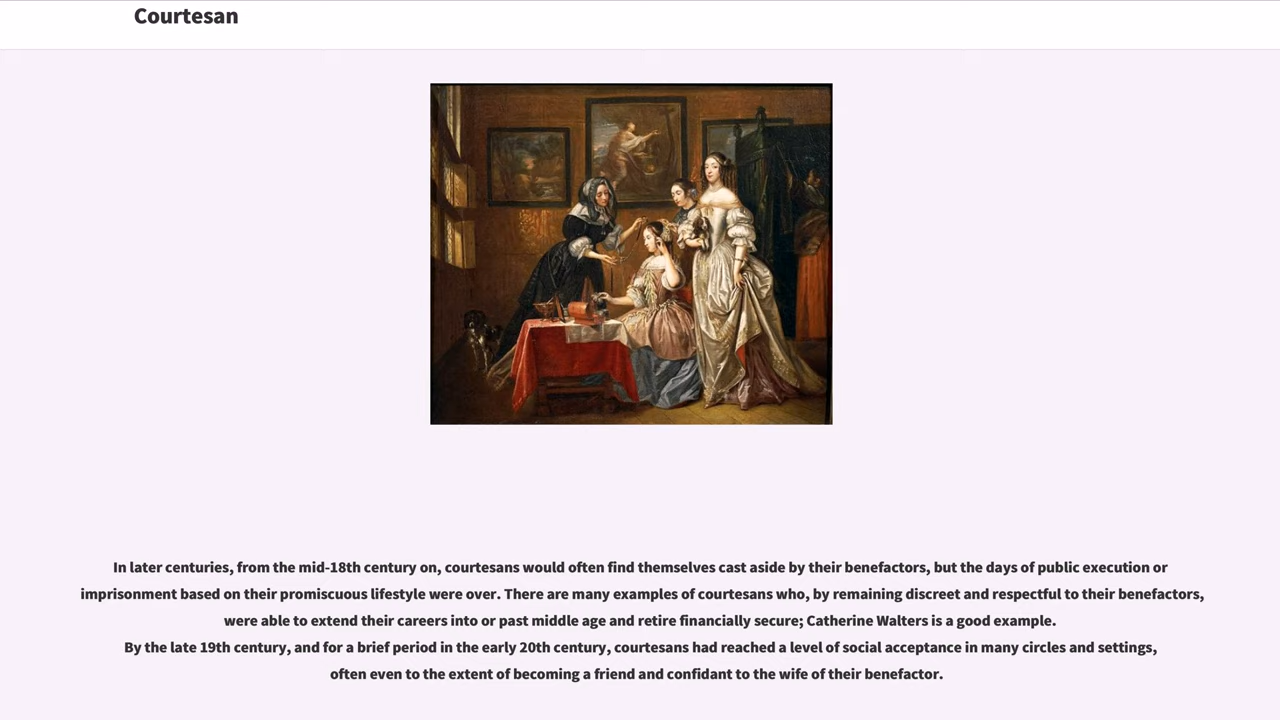 Courtesan
In later centuries, from the mid-18th century on, courtesans would often find themselves cast aside by their benefactors, but the days of public execution or
imprisonment based on their promiscuous lifestyle were over. There are many examples of courtesans who, by remaining discreet and respectful to their benefactors,
were able to extend their careers into or past middle age and retire financially secure; Catherine Walters is a good example.
By the late 19th century, and for a brief period in the early 20th century, courtesans had reached a level of social acceptance in many circles and settings,
often even to the extent of becoming a friend and confidant to the wife of their benefactor.